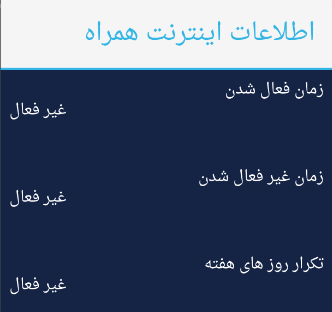 اطلاعات اینترنت همراه
زمان فعال شدن
غیر فعال
زمان غیر فعال شدن
غیر فعال
تکرار روز های هفته
غیر فعال